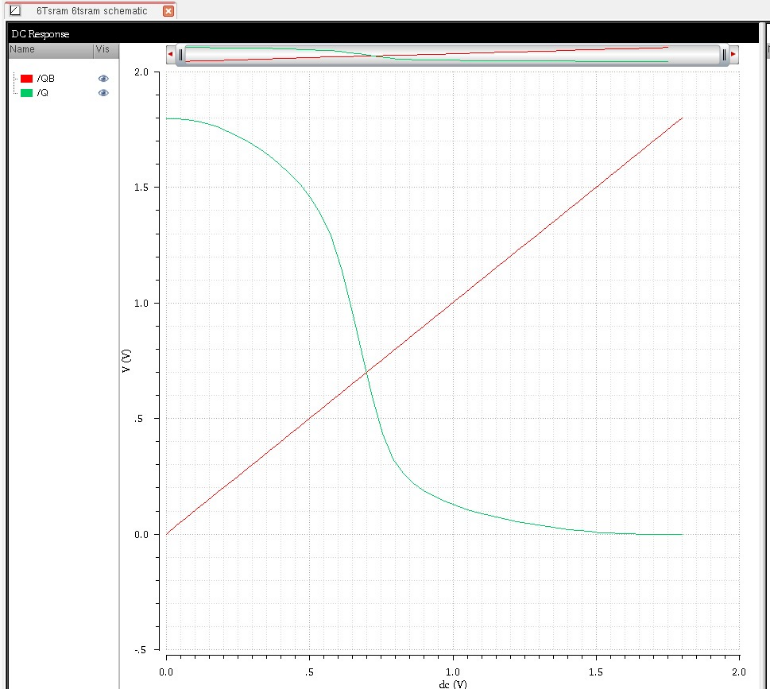 6Tsram 6tsram schematic
DC Response
Name Vis
/QB
/Q
2.0
1.5
1.0
.5
0.0
-.5
V (V)
0.0 .5 1.0 1.5 2.0
dc (V)